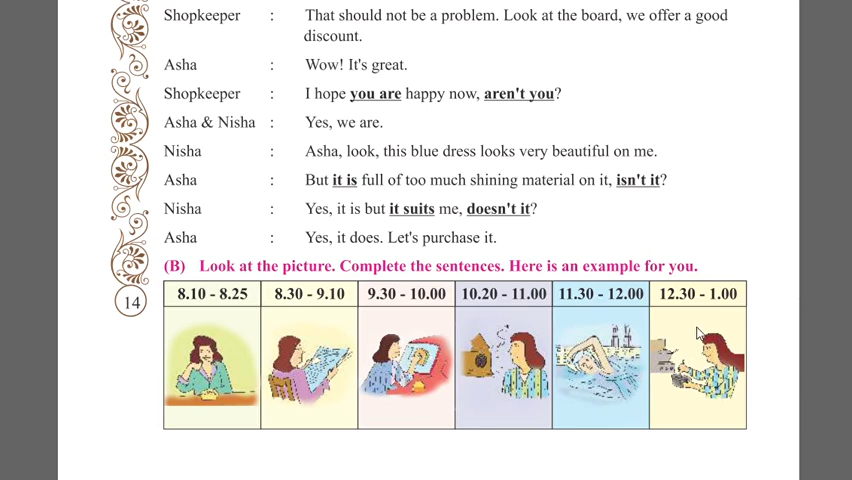 Shopkeeper : That should not be a problem. Look at the board, we offer a good
discount.
Asha : Wow! It's great.
Shopkeeper : I hope you are happy now, aren't you?
Asha & Nisha : Yes, we are.
Nisha : Asha, look, this blue dress looks very beautiful on me.
Asha : But it is full of too much shining material on it, isn't it?
Nisha : Yes, it is but it suits me, doesn't it?
Asha : Yes, it does. Let's purchase it.
(B) Look at the picture. Complete the sentences. Here is an example for you.
14
8.10 - 8.25 8.30 - 9.10 9.30 - 10.00 10.20 - 11.00 11.30 - 12.00 12.30 - 1.00